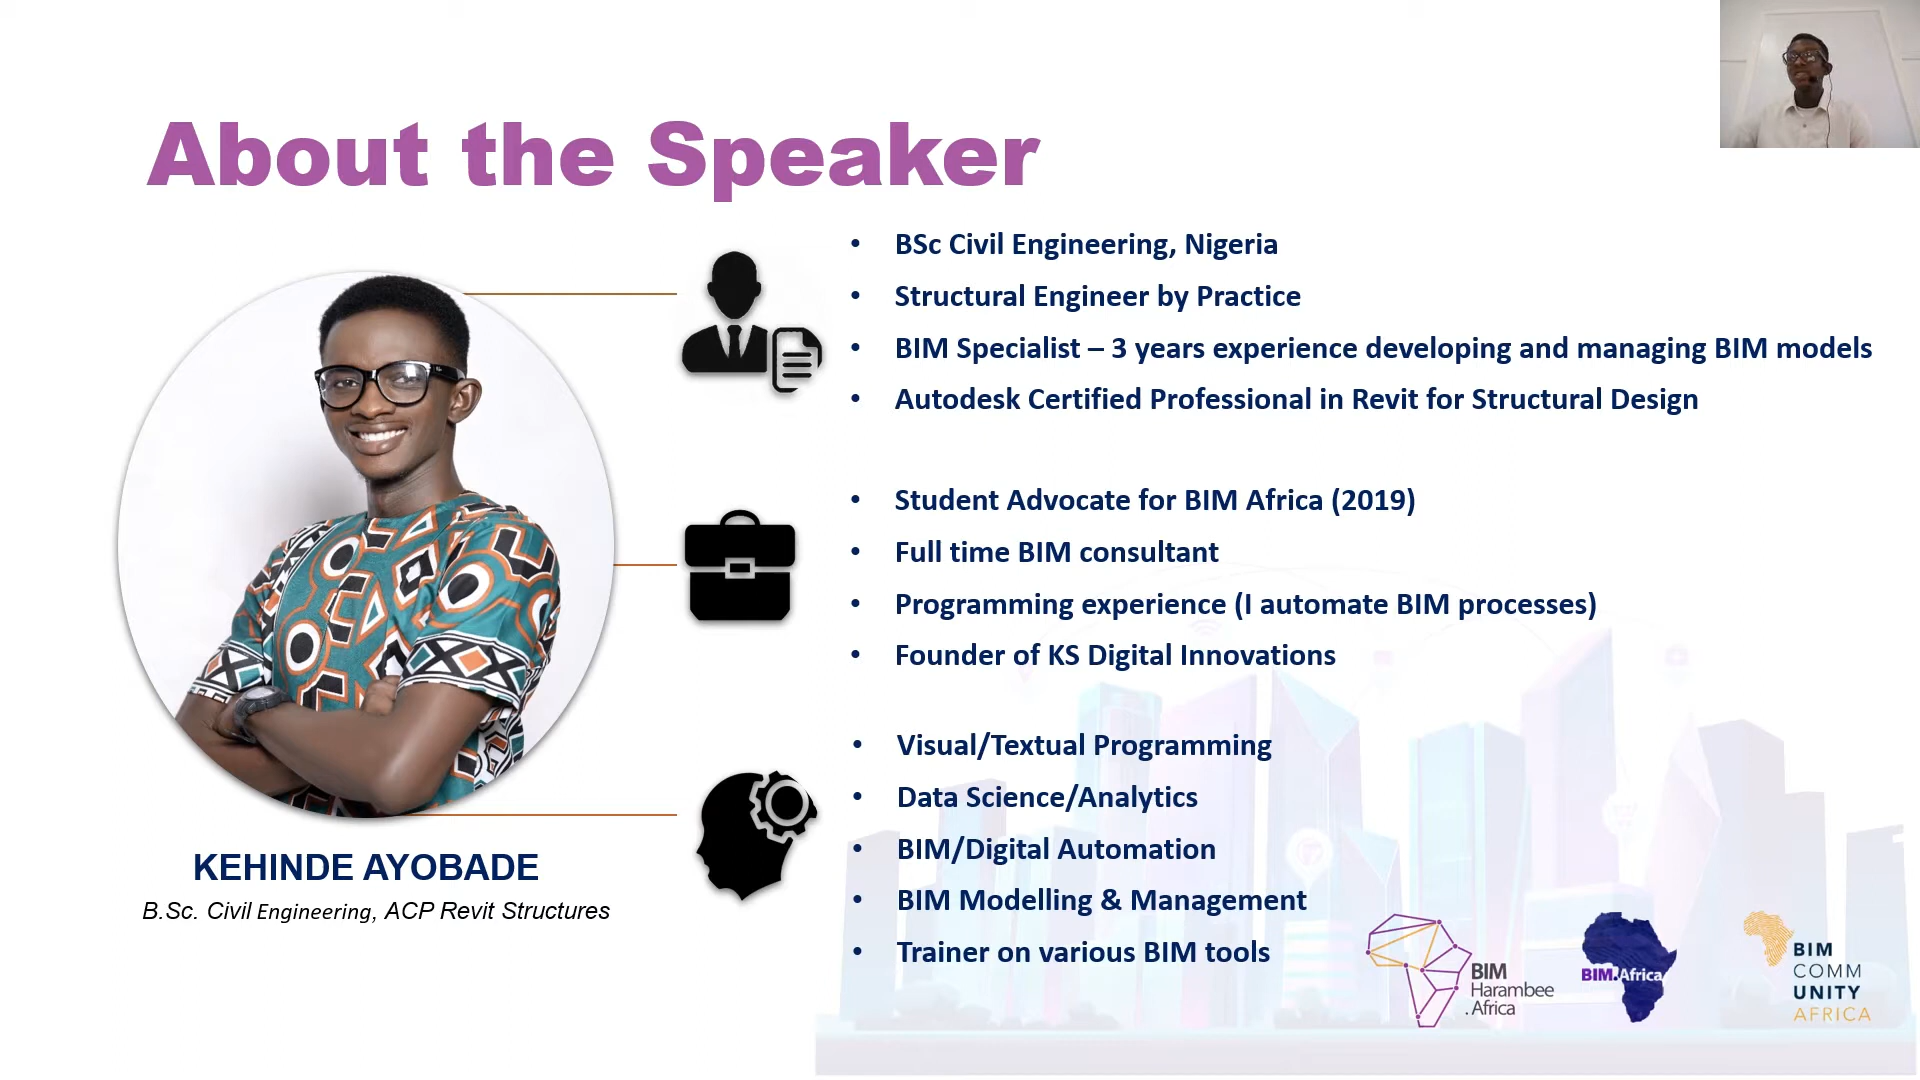 About the Speaker
• BSc Civil Engineering, Nigeria
• Structural Engineer by Practice
• BIM Specialist – 3 years experience developing and managing BIM models
• Autodesk Certified Professional in Revit for Structural Design
• Student Advocate for BIM Africa (2019)
• Full time BIM consultant
• Programming experience (I automate BIM processes)
• Founder of KS Digital Innovations
• Visual/Textual Programming
• Data Science/Analytics
• BIM/Digital Automation
• BIM Modelling & Management
• Trainer on various BIM tools
KEHINDE AYOBADE
B.Sc. Civil Engineering, ACP Revit Structures
BIM
Harambee
.Africa
BIM.Africa
BIM
COMM
UNITY
AFRICA